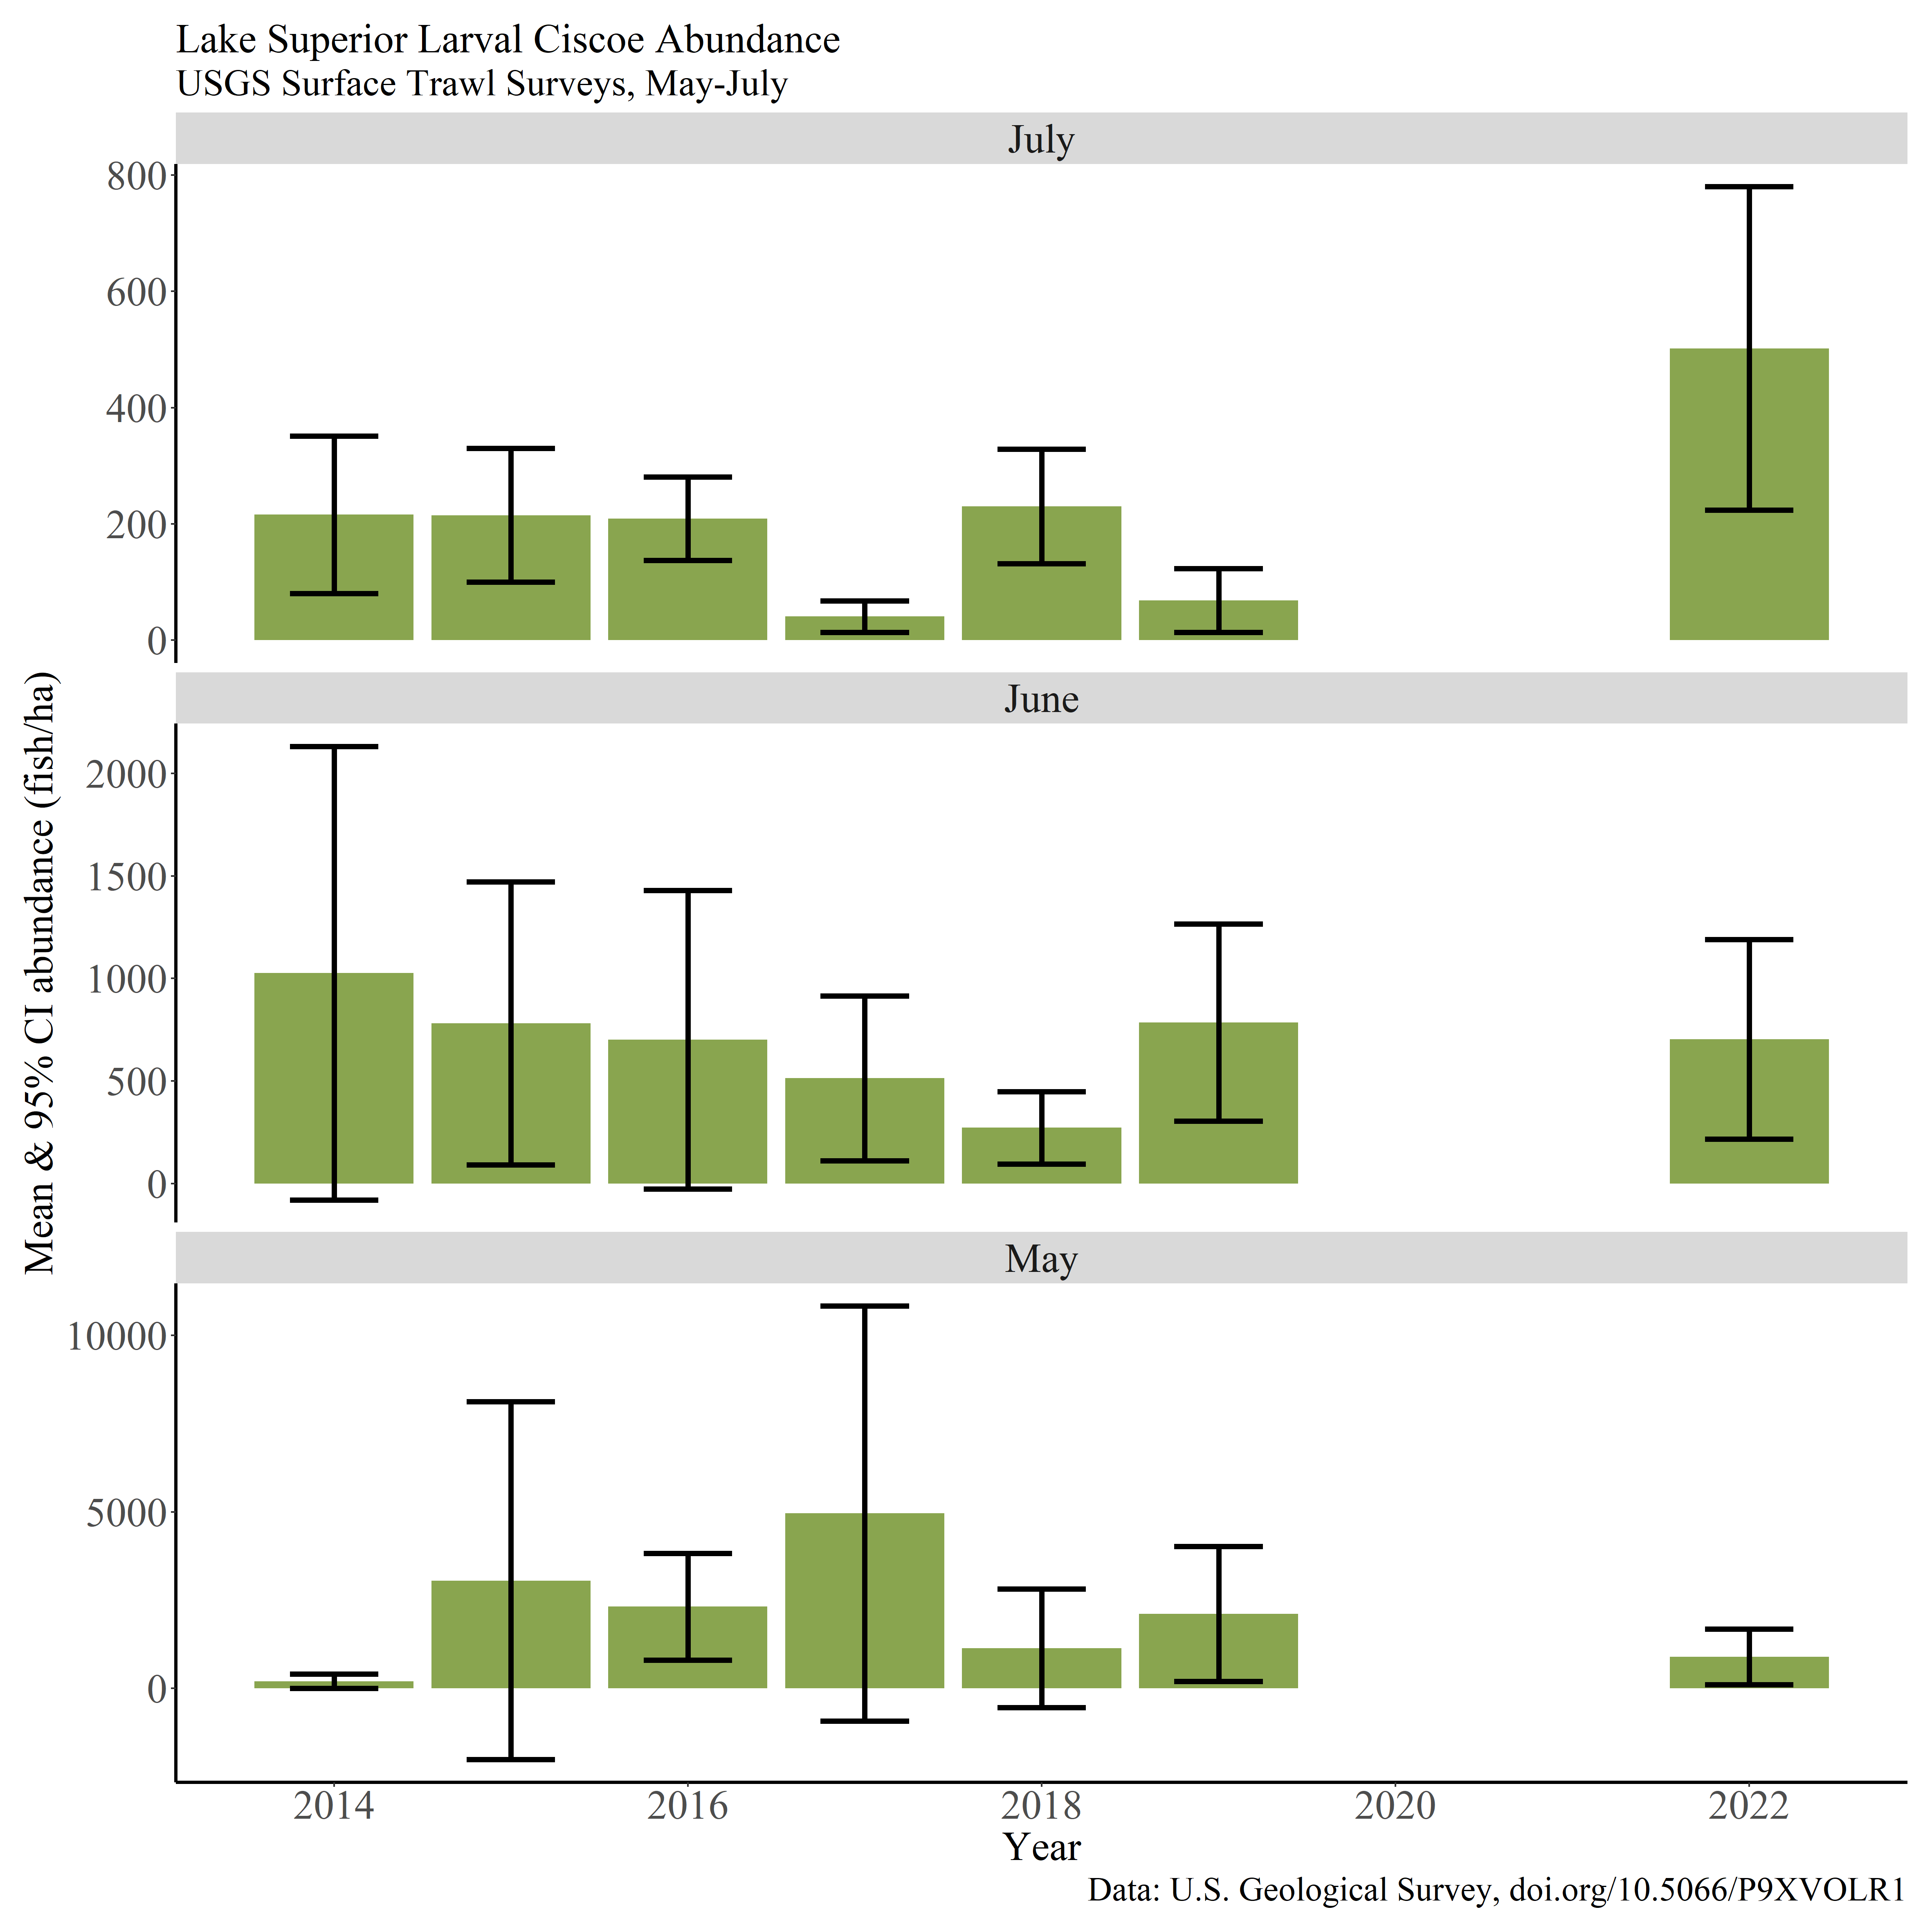 Lake Superior Larval Ciscoe Abundance
USGS Surface Trawl Surveys, May-July
Mean & 95% CI abundance (fish/ha)
July
800
600
400
200
0
June
2000
1500
1000
500
0
May
10000
5000
0
2014 2016 2018 2020 2022
Year
Data: U.S. Geological Survey, doi.org/10.5066/P9XVOLR1